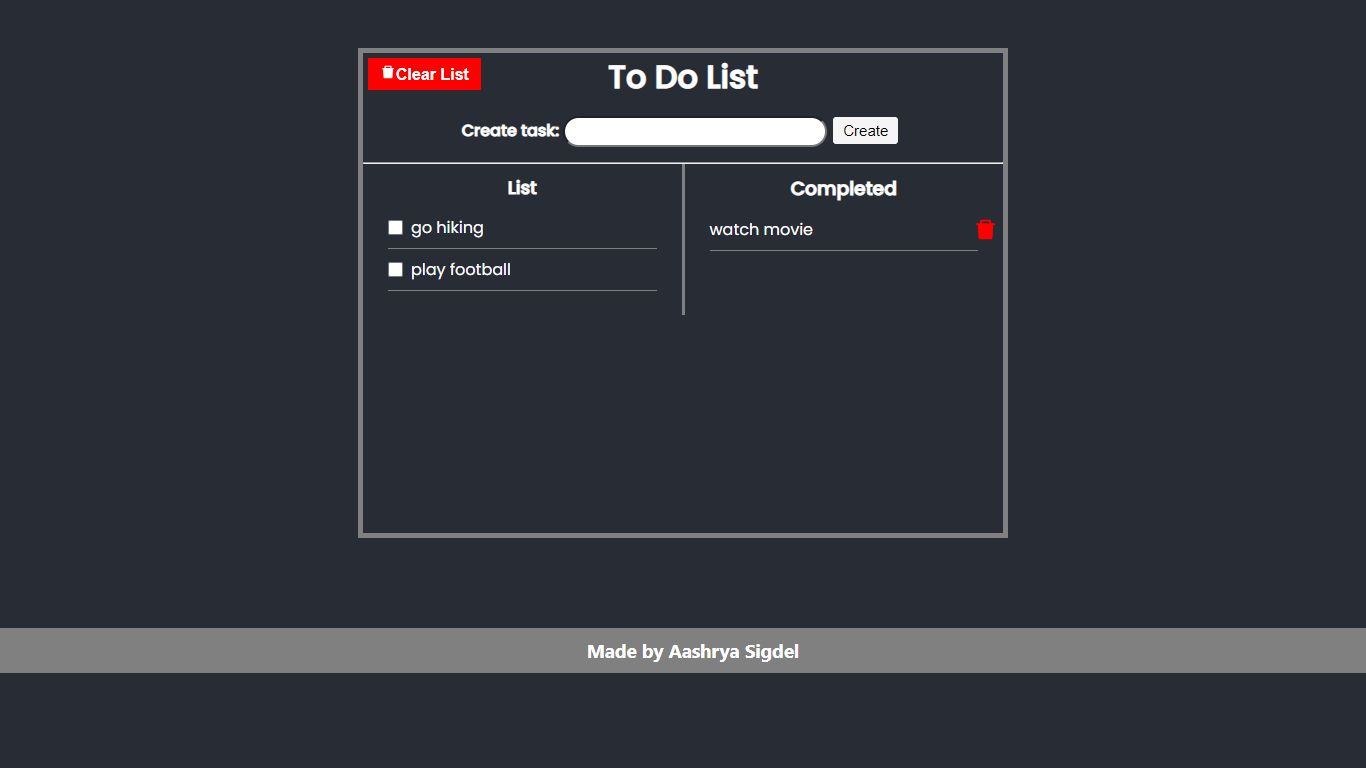 Clear List
To Do List
Create task:
Create
List
go hiking
play football
Completed
watch movie
Made by Aashrya Sigdel